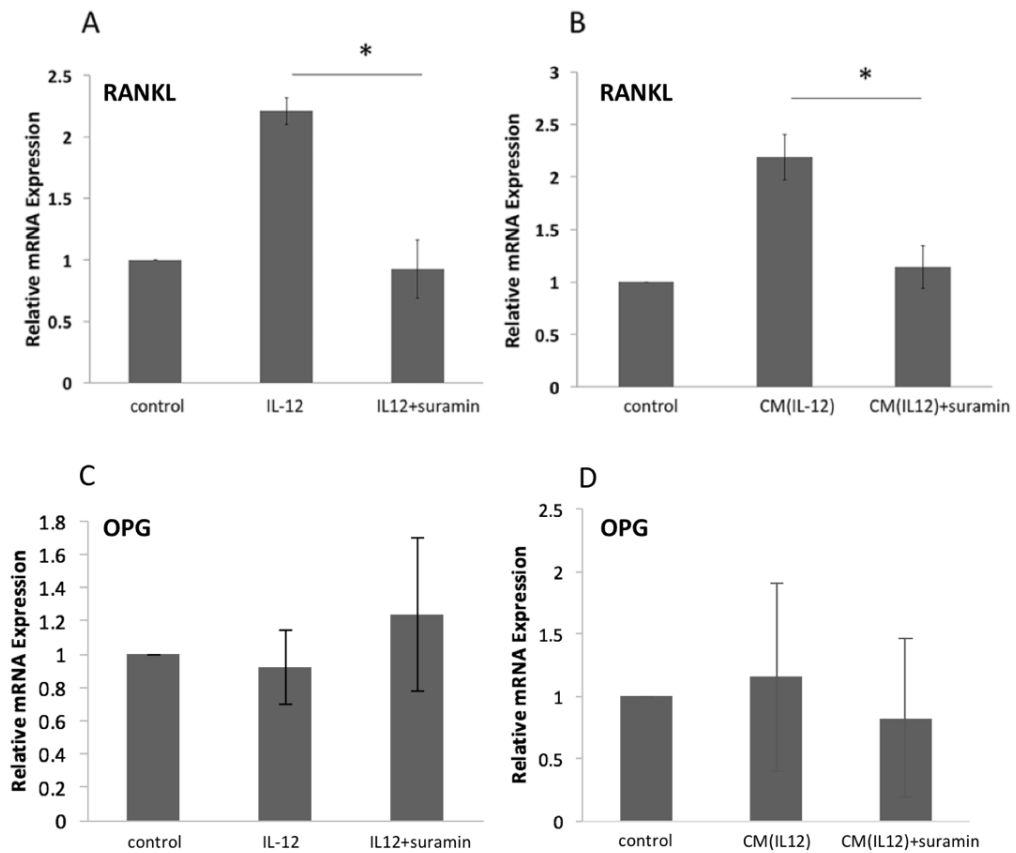 A
*
RANKL
Relative mRNA Expression
2.5
2
1.5
1
0.5
0
control
IL-12
IL12+suramin
B
*
RANKL
Relative mRNA Expression
3
2.5
2
1.5
1
0.5
0
control
CM(IL-12)
CM(IL12)+suramin
C
OPG
Relative mRNA Expression
1.8
1.6
1.4
1.2
1
0.8
0.6
0.4
0.2
0
control
IL-12
IL12+suramin
D
OPG
Relative mRNA Expression
2.5
2
1.5
1
0.5
0
control
CM(IL12)
CM(IL12)+suramin